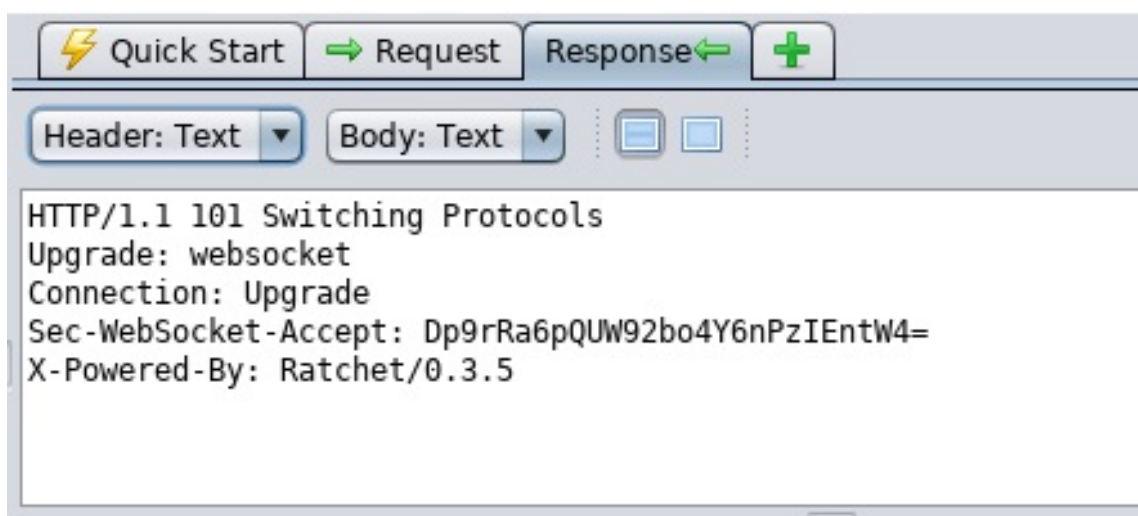 Quick Start Request Response
Header: Text Body: Text
HTTP/1.1 101 Switching Protocols
Upgrade: websocket
Connection: Upgrade
Sec-WebSocket-Accept: Dp9rRa6pQUW92bo4Y6nPzIEntW4=
X-Powered-By: Ratchet/0.3.5